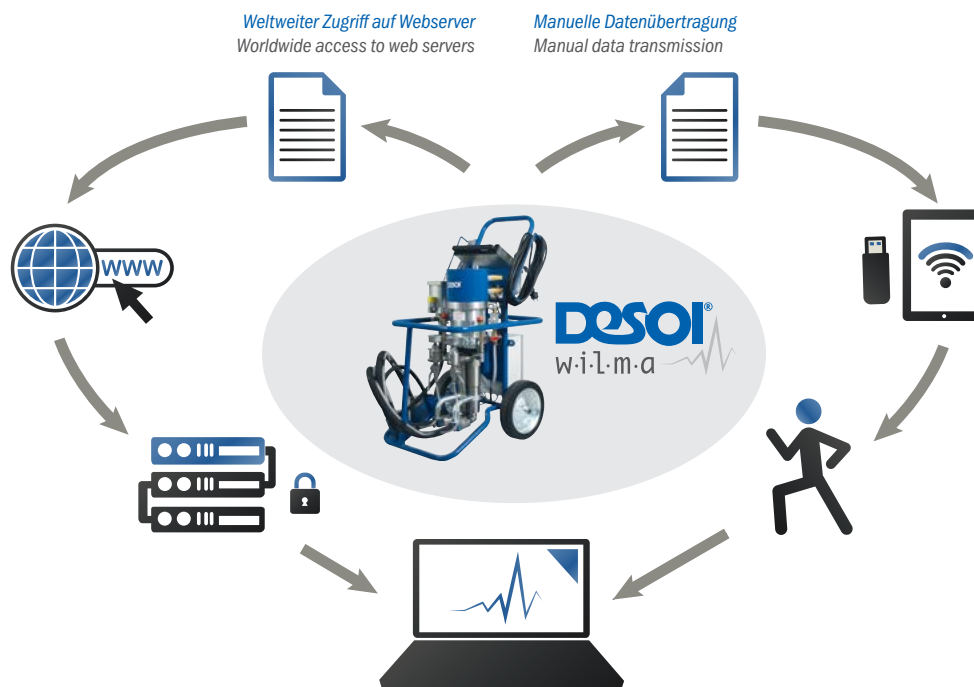 Weltweiter Zugriff auf Webserver
Worldwide access to web servers
Manuelle Datenübertragung
Manual data transmission
WWW
DESOI
DESOI®
w·i·l·m·a